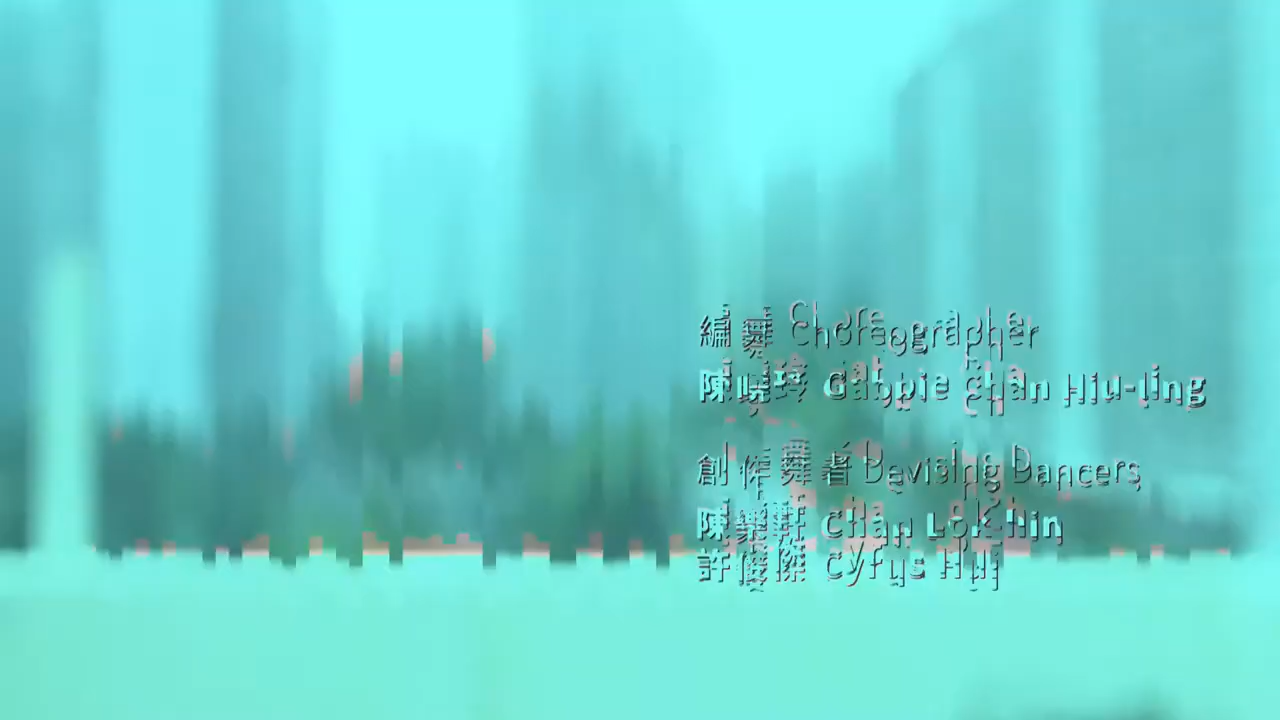 編舞 Choreographer
陳曉玲 Gabbie Chan Hiu-ling
創作舞者 Devising Dancers
陳樂軒 Chan Lok Hin
許俊傑 Cyrus Hui